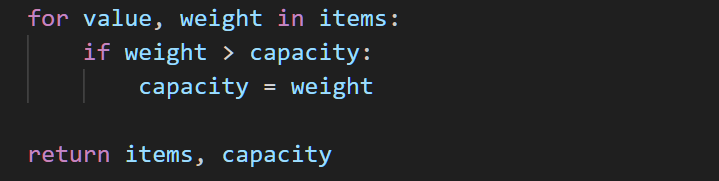 for value, weight in items:
    if weight > capacity:
        capacity = weight

return items, capacity